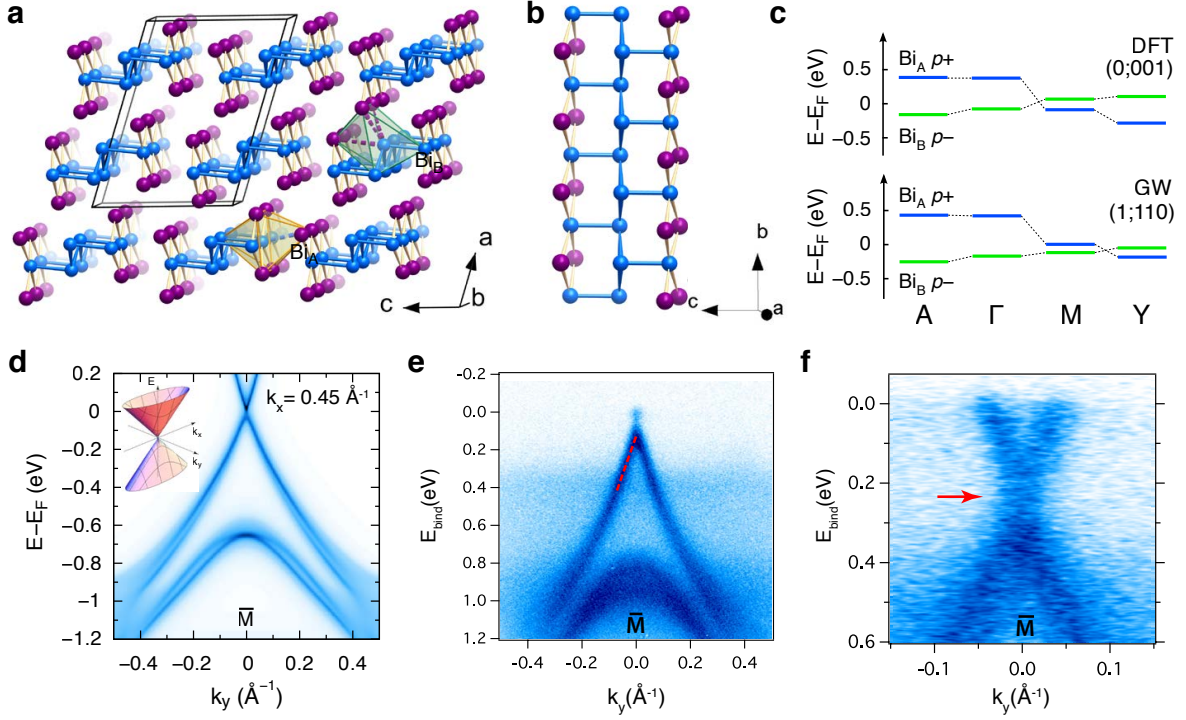 a
Bi_B
Bi_A
a
c
b
b
b
c
a
c
DFT
(0;001)
Bi_A p+
0.5
0
−0.5
Bi_B p−
E−E_F (eV)
GW
(1;110)
Bi_A p+
0.5
0
−0.5
Bi_B p−
E−E_F (eV)
A Γ M Y
d
0.2
0
−0.2
−0.4
−0.6
−0.8
−1
−1.2
E−E_F (eV)
k_x= 0.45 Å⁻¹
E
k_x
k_y
M̅
−0.4 −0.2 0 0.2 0.4
k_y (Å⁻¹)
e
-0.2
0.0
0.2
0.4
0.6
0.8
1.0
1.2
E_bind(eV)
M̅
-0.4 -0.2 0.0 0.2 0.4
k_y(Å⁻¹)
f
0.0
0.2
0.4
0.6
E_bind(eV)
M̅
-0.1 0.0 0.1
k_y(Å⁻¹)